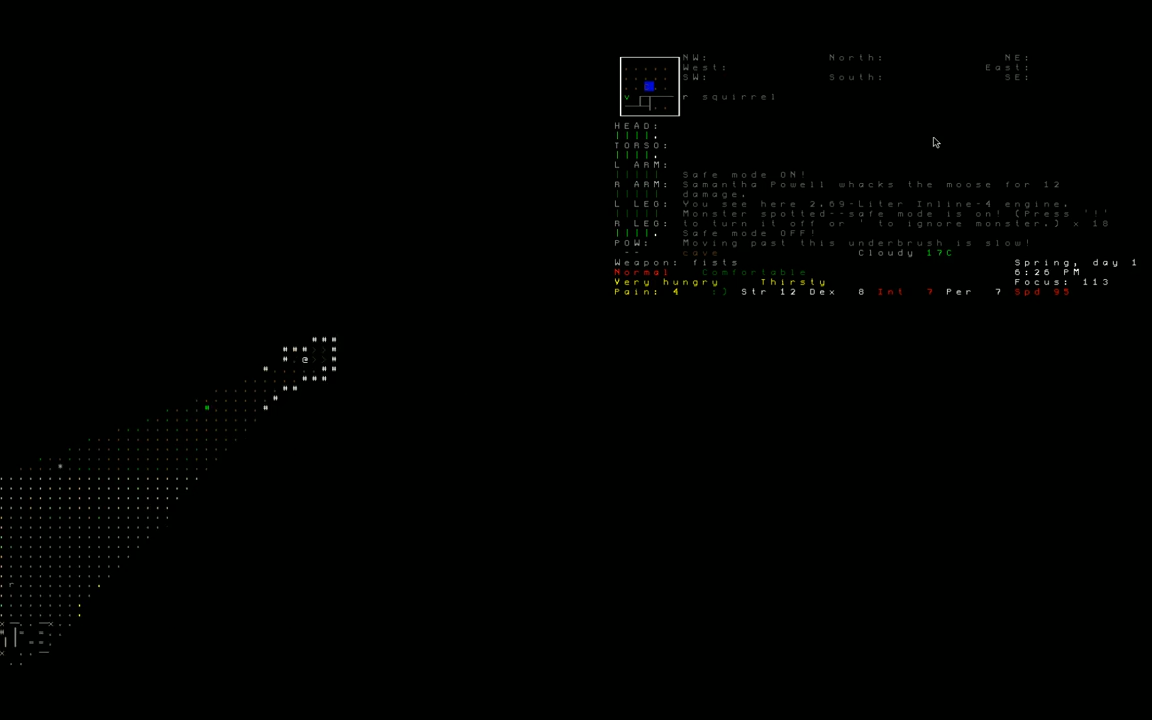 NW: North: NE:
West: East:
SW: South: SE:
r squirrel
HEAD:
TORSO:
L ARM:
Safe mode ON!
R ARM: Samantha Powell whacks the moose for 12
damage.
L LEG: You see here 2.69-Liter Inline-4 engine.
Monster spotted--safe mode is on! (Press '!'
R LEG: to turn it off or ' to ignore monster.) x 18
Safe mode OFF!
POW: Moving past this underbrush is slow!
-- cave Cloudy 17C
Weapon: fists Spring, day 1
Normal Comfortable 6:26 PM
Very hungry Thirsty Focus: 113
Pain: 4 :) Str 12 Dex 8 Int 7 Per 7 Spd 95